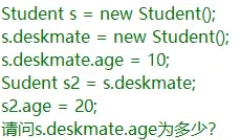 Student s = new Student();
s.deskmate = new Student();
s.deskmate.age = 10;
Sudent s2 = s.deskmate;
s2.age = 20;
请问s.deskmate.age为多少?